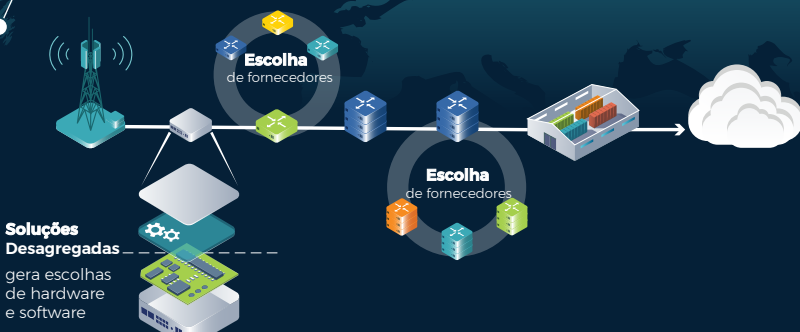 Escolha
de fornecedores
Escolha
de fornecedores
Soluções
Desagregadas
gera escolhas
de hardware
e software